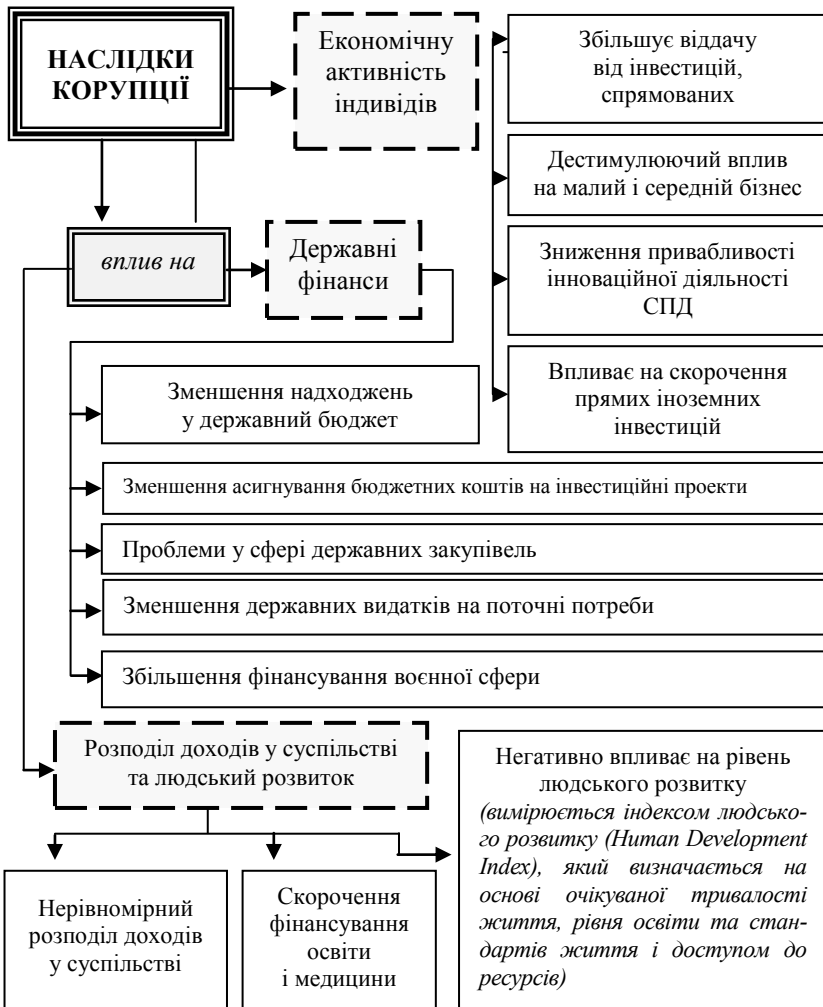 НАСЛІДКИ
КОРУПЦІЇ
Економічну
активність
індивідів
Збільшує віддачу
від інвестицій,
спрямованих
Дестимулюючий вплив
на малий і середній бізнес
вплив на
Державні
фінанси
Зниження привабливості
інноваційної діяльності
СПД
Впливає на скорочення
прямих іноземних
інвестицій
Зменшення надходжень
у державний бюджет
Зменшення асигнування бюджетних коштів на інвестиційні проекти
Проблеми у сфері державних закупівель
Зменшення державних видатків на поточні потреби
Збільшення фінансування воєнної сфери
Розподіл доходів у суспільстві
та людський розвиток
Нерівномірний
розподіл доходів
у суспільстві
Скорочення
фінансування
освіти
і медицини
Негативно впливає на рівень
людського розвитку
(вимірюється індексом людсько-
го розвитку (Human Development
Index), який визначається на
основі очікуваної тривалості
життя, рівня освіти та стан-
дартів життя і доступом до
ресурсів)